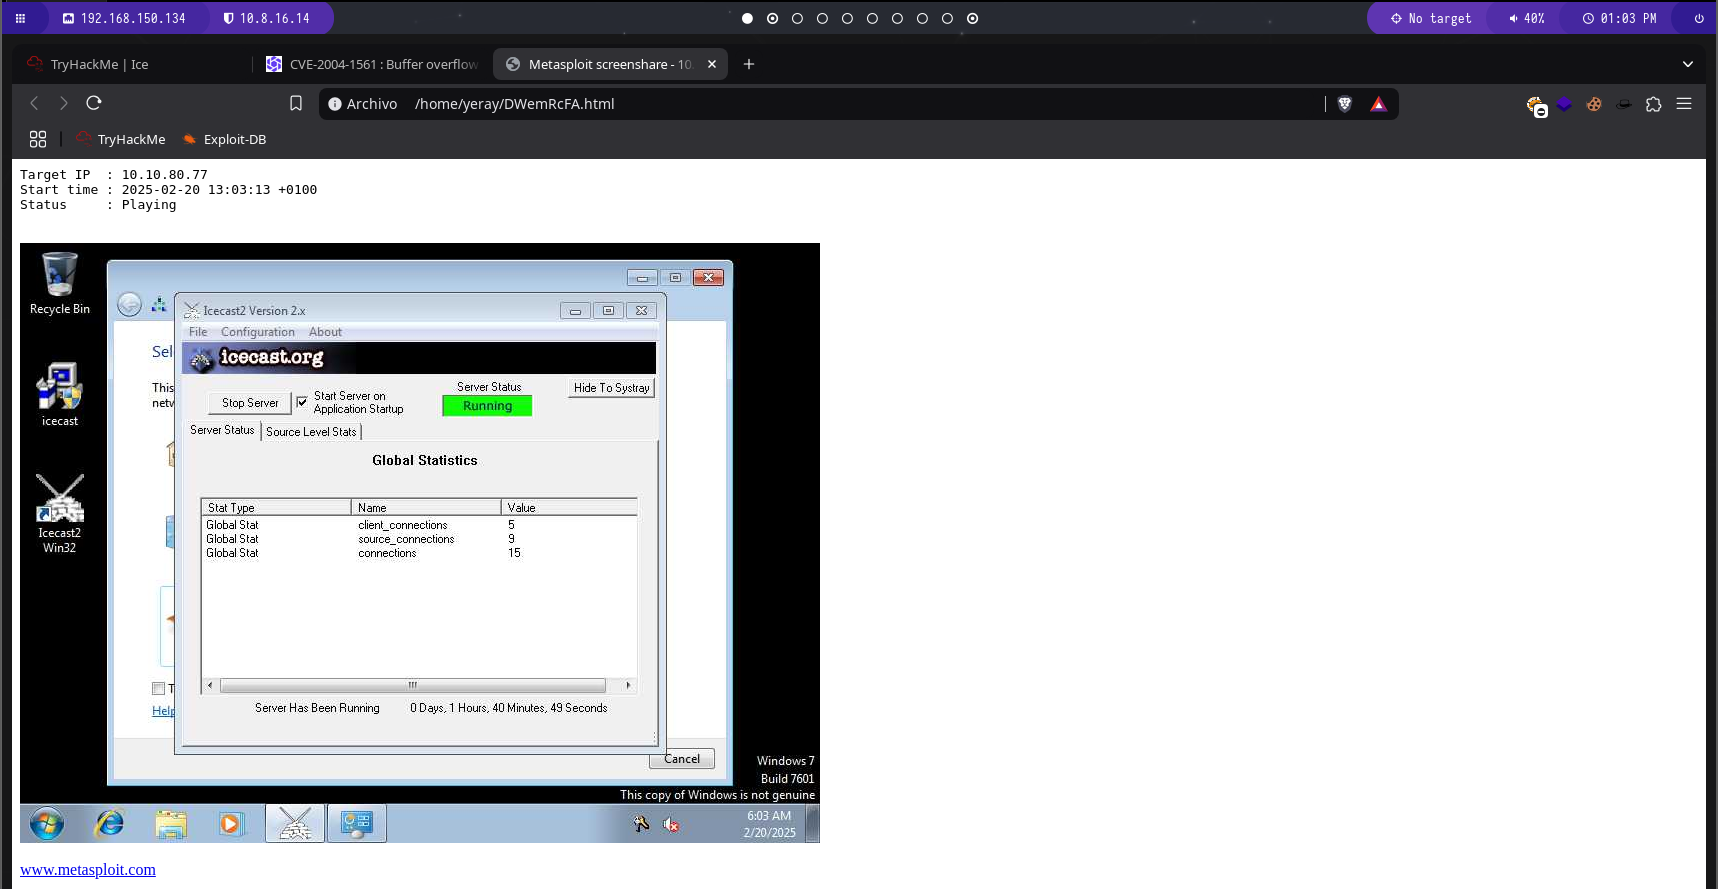 192.168.150.134 10.8.16.14 No target 40% 01:03 PM
TryHackMe | Ice CVE-2004-1561 : Buffer overflow Metasploit screenshare - 10.
Archivo /home/yeray/DWemRcFA.html
TryHackMe Exploit-DB
Target IP : 10.10.80.77
Start time : 2025-02-20 13:03:13 +0100
Status : Playing
Recycle Bin
icecast
Icecast2
Win32
Sel
This
netw
T
Help
Icecast2 Version 2.x
File Configuration About
icecast.org
Stop Server
Start Server on
Application Startup
Server Status
Running
Hide To Systray
Server Status Source Level Stats
Global Statistics
Stat Type Name Value
Global Stat client_connections 5
Global Stat source_connections 9
Global Stat connections 15
Server Has Been Running 0 Days, 1 Hours, 40 Minutes, 49 Seconds
Cancel
Windows 7
Build 7601
This copy of Windows is not genuine
6:03 AM
2/20/2025
www.metasploit.com